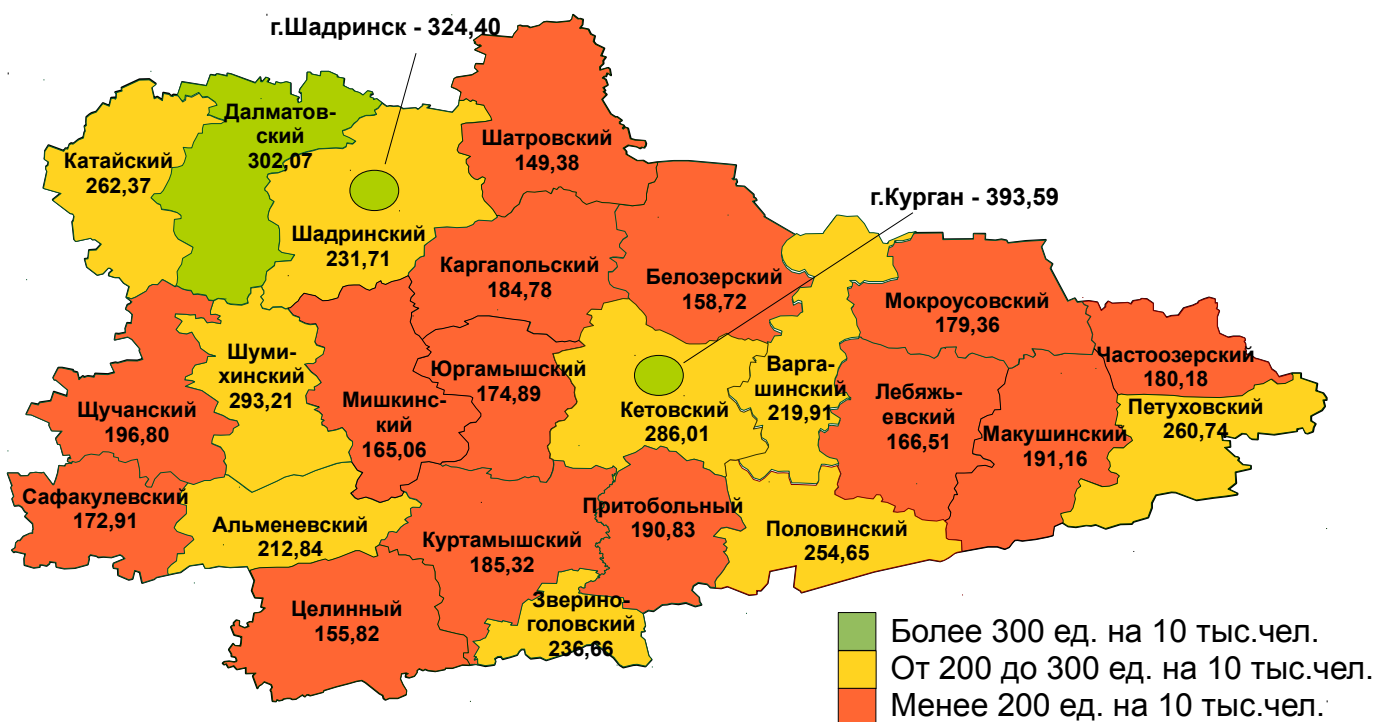 г.Шадринск - 324,40
Далматов-
ский
302,07
Катайский
262,37
Шатровский
149,38
г.Курган - 393,59
Шадринский
231,71
Каргапольский
184,78
Белозерский
158,72
Мокроусовский
179,36
Шуми-
хинский
293,21
Юргамышский
174,89
Варга-
шинский
219,91
Частоозерский
180,18
Щучанский
196,80
Мишкинс-
кий
165,06
Кетовский
286,01
Лебяжь-
евский
166,51
Петуховский
260,74
Макушинский
191,16
Сафакулевский
172,91
Альменевский
212,84
Куртамышский
185,32
Притобольный
190,83
Половинский
254,65
Целинный
155,82
Зверино-
головский
236,66
Более 300 ед. на 10 тыс.чел.
От 200 до 300 ед. на 10 тыс.чел.
Менее 200 ед. на 10 тыс.чел.